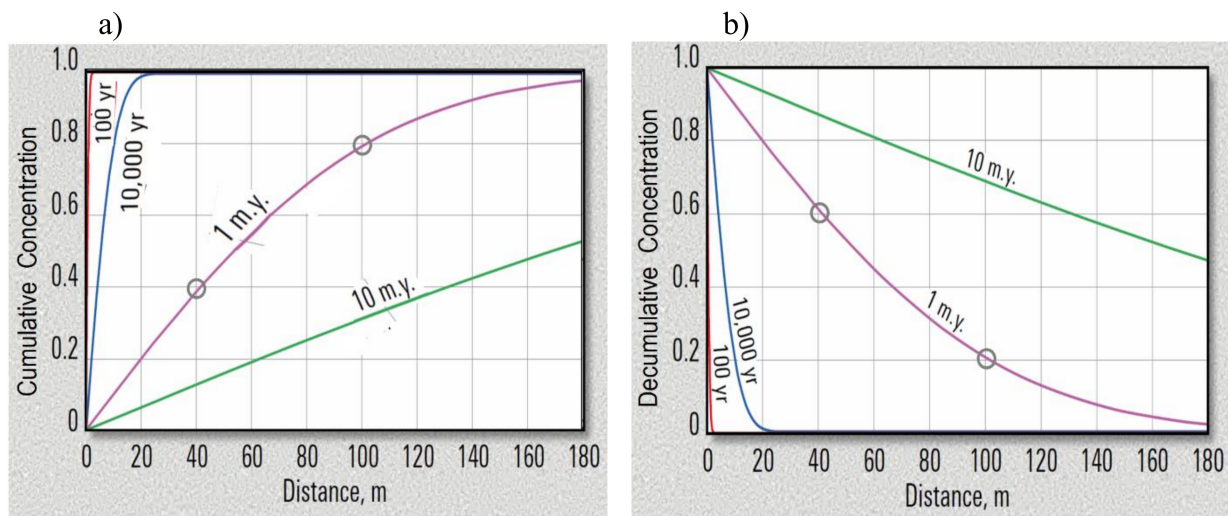 a)
1.0
0.8
0.6
0.4
0.2
0
Cumulative Concentration
100 yr
10,000 yr
1 m.y.
10 m.y.
0 20 40 60 80 100 120 140 160 180
Distance, m
b)
1.0
0.8
0.6
0.4
0.2
0
Decumulative Concentration
10 m.y.
1 m.y.
10,000 yr
100 yr
0 20 40 60 80 100 120 140 160 180
Distance, m